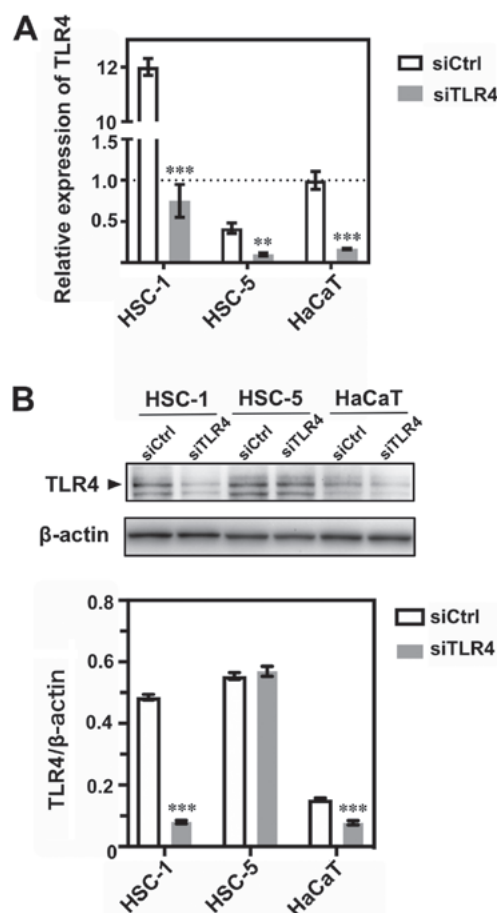 A
Relative expression of TLR4
12
10
1.5
1.0
0.5
***
**
***
HSC-1
HSC-5
HaCaT
siCtrl
siTLR4
B
HSC-1 HSC-5 HaCaT
siCtrl siTLR4 siCtrl siTLR4 siCtrl siTLR4
TLR4
β-actin
TLR4/β-actin
0.8
0.6
0.4
0.2
0
***
***
HSC-1
HSC-5
HaCaT
siCtrl
siTLR4